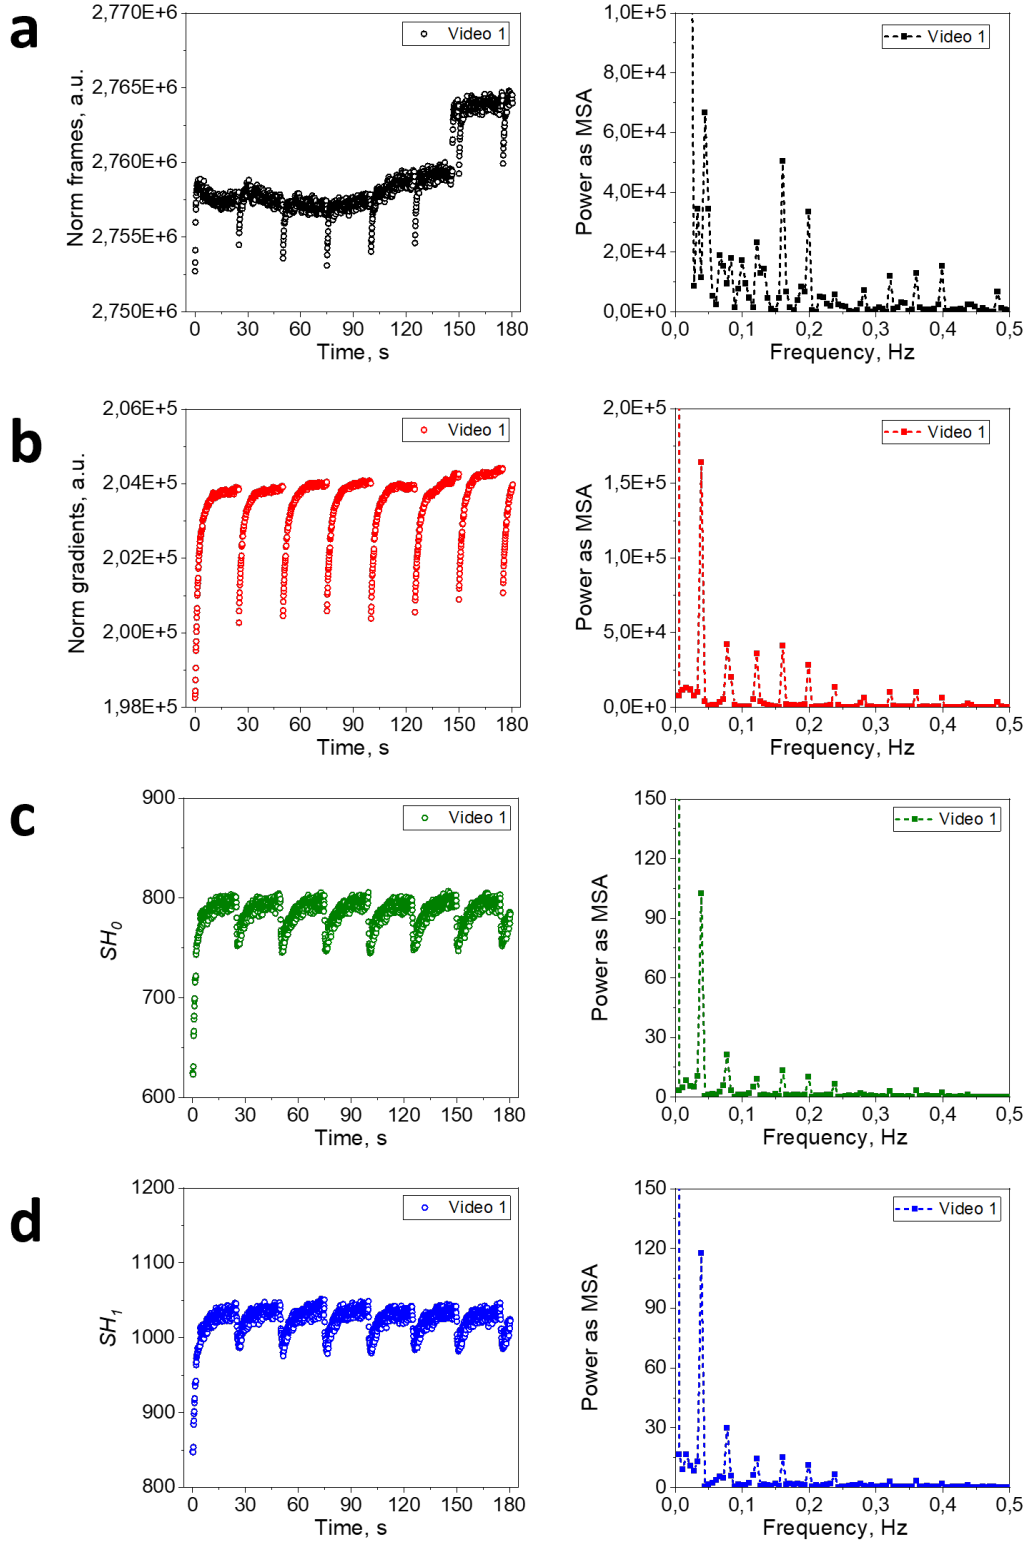 a
2,770E+6
2,765E+6
2,760E+6
2,755E+6
2,750E+6
Norm frames, a.u.
Video 1
0 30 60 90 120 150 180
Time, s
1,0E+5
8,0E+4
6,0E+4
4,0E+4
2,0E+4
0,0E+0
Power as MSA
Video 1
0,0 0,1 0,2 0,3 0,4 0,5
Frequency, Hz
b
2,06E+5
2,04E+5
2,02E+5
2,00E+5
1,98E+5
Norm gradients, a.u.
Video 1
0 30 60 90 120 150 180
Time, s
2,0E+5
1,5E+5
1,0E+5
5,0E+4
0,0E+0
Power as MSA
Video 1
0,0 0,1 0,2 0,3 0,4 0,5
Frequency, Hz
c
900
800
700
600
SH0
Video 1
0 30 60 90 120 150 180
Time, s
150
120
90
60
30
0
Power as MSA
Video 1
0,0 0,1 0,2 0,3 0,4 0,5
Frequency, Hz
d
1200
1100
1000
900
800
SH1
Video 1
0 30 60 90 120 150 180
Time, s
150
120
90
60
30
0
Power as MSA
Video 1
0,0 0,1 0,2 0,3 0,4 0,5
Frequency, Hz